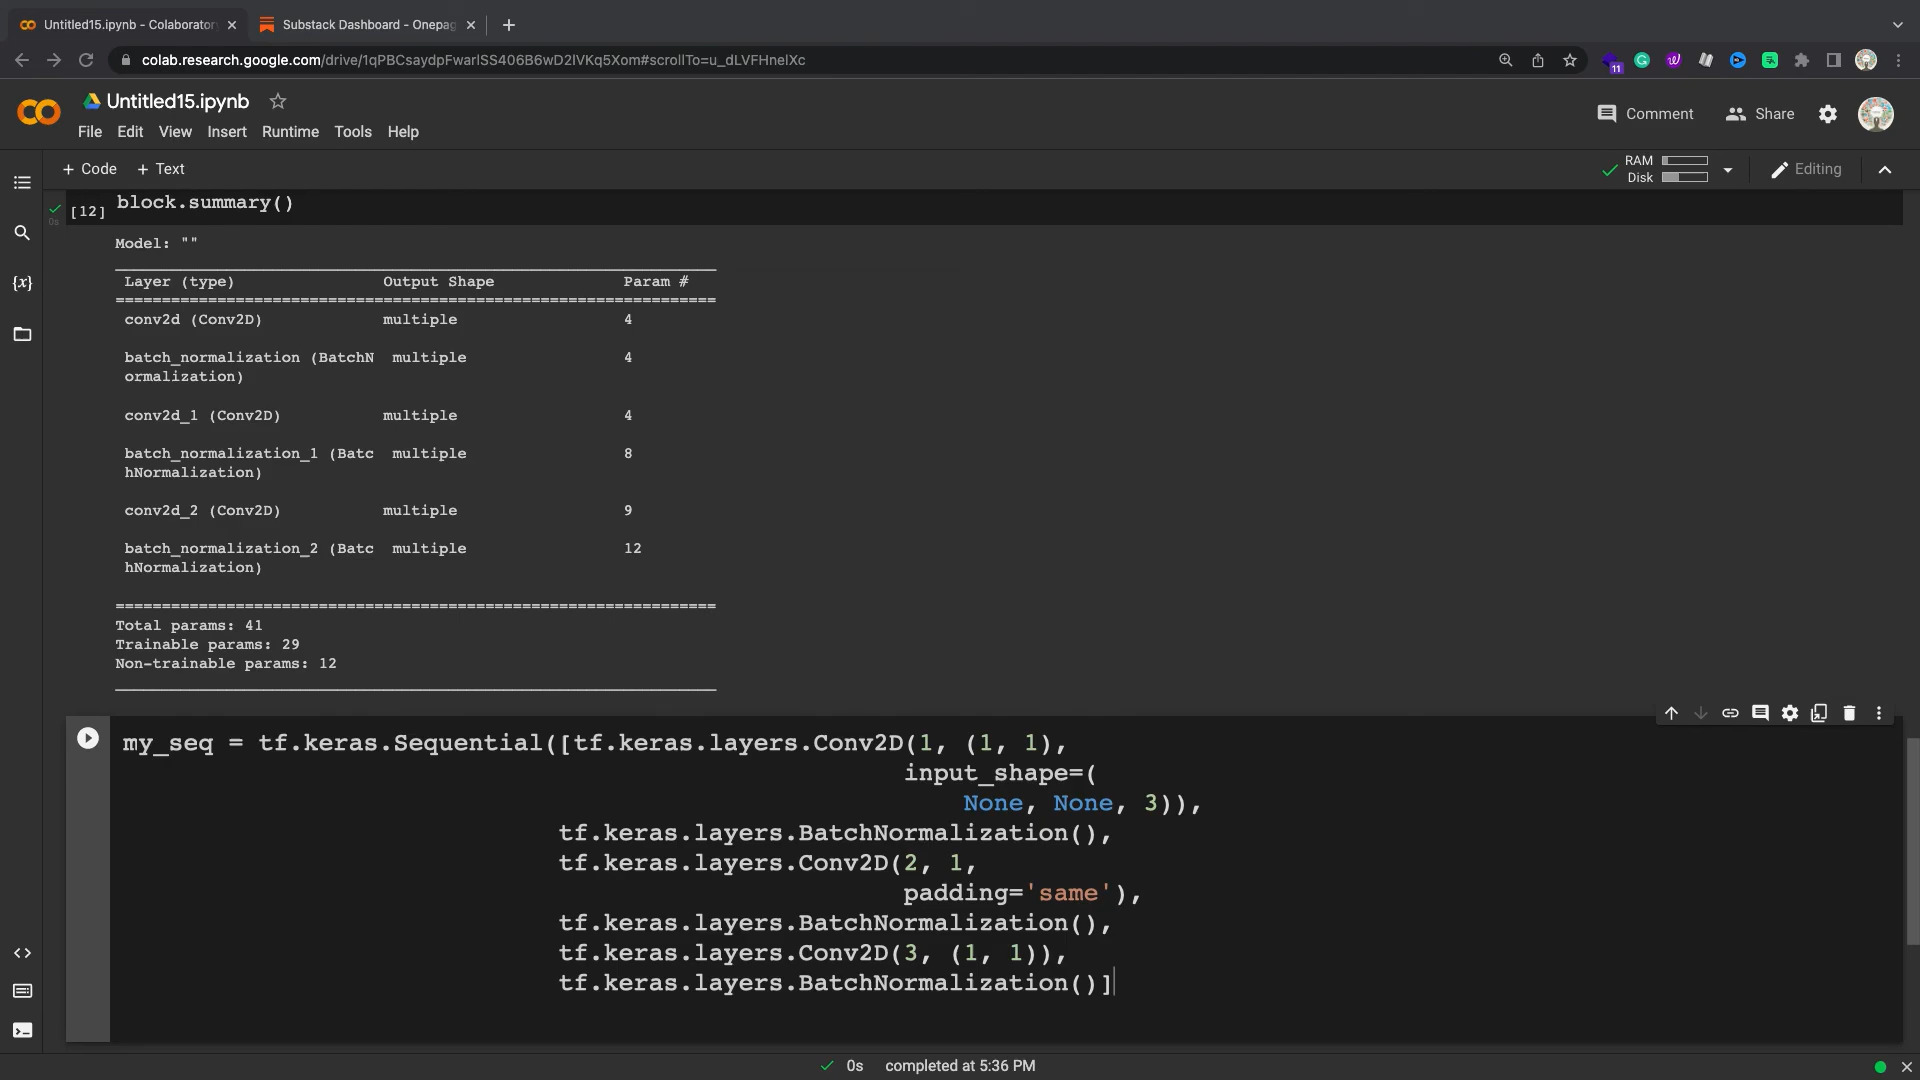 Untitled15.ipynb - Colaborator
Substack Dashboard - Onepag
colab.research.google.com/drive/1qPBCsaydpFwarlSS406B6wD2lVKq5Xom#scrollTo=u_dLVFHnelXc
11
Untitled15.ipynb
Comment
Share
File Edit View Insert Runtime Tools Help
+ Code + Text
RAM
Disk
Editing
[12] block.summary()
0s
Model: ""
Layer (type) Output Shape Param #
=================================================================
conv2d (Conv2D) multiple 4
batch_normalization (BatchN multiple 4
ormalization)
conv2d_1 (Conv2D) multiple 4
batch_normalization_1 (Batc multiple 8
hNormalization)
conv2d_2 (Conv2D) multiple 9
batch_normalization_2 (Batc multiple 12
hNormalization)
=================================================================
Total params: 41
Trainable params: 29
Non-trainable params: 12
my_seq = tf.keras.Sequential([tf.keras.layers.Conv2D(1, (1, 1),
input_shape=(
None, None, 3)),
tf.keras.layers.BatchNormalization(),
tf.keras.layers.Conv2D(2, 1,
padding='same'),
tf.keras.layers.BatchNormalization(),
tf.keras.layers.Conv2D(3, (1, 1)),
tf.keras.layers.BatchNormalization()]
0s completed at 5:36 PM